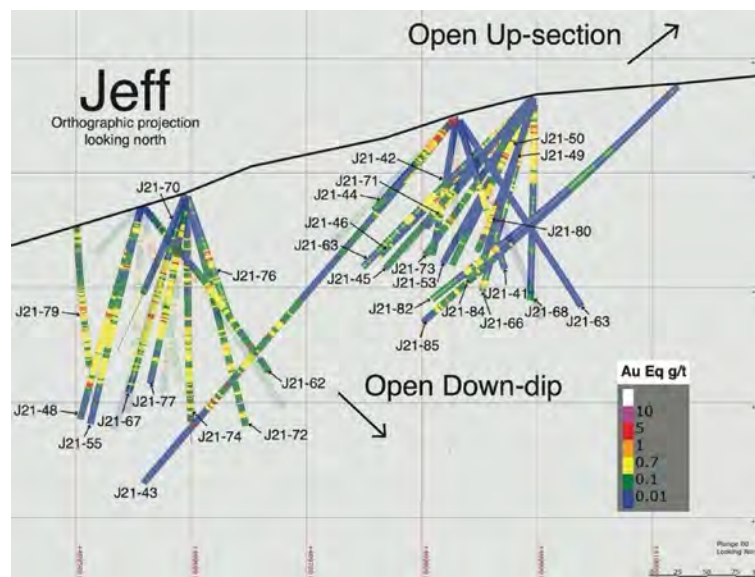 Open Up-section
Jeff
Orthographic projection
looking north
J21-50
J21-49
J21-42
J21-71
J21-44
J21-70
J21-46
J21-80
J21-63
J21-76
J21-45
J21-73
J21-53
J21-41
J21-82
J21-84
J21-68
J21-63
J21-79
J21-66
J21-85
J21-62
Open Down-dip
Au Eq g/t
10
5
1
0.7
0.1
0.01
J21-48
J21-67
J21-77
J21-55
J21-74
J21-72
J21-43
Looking
25 50 75